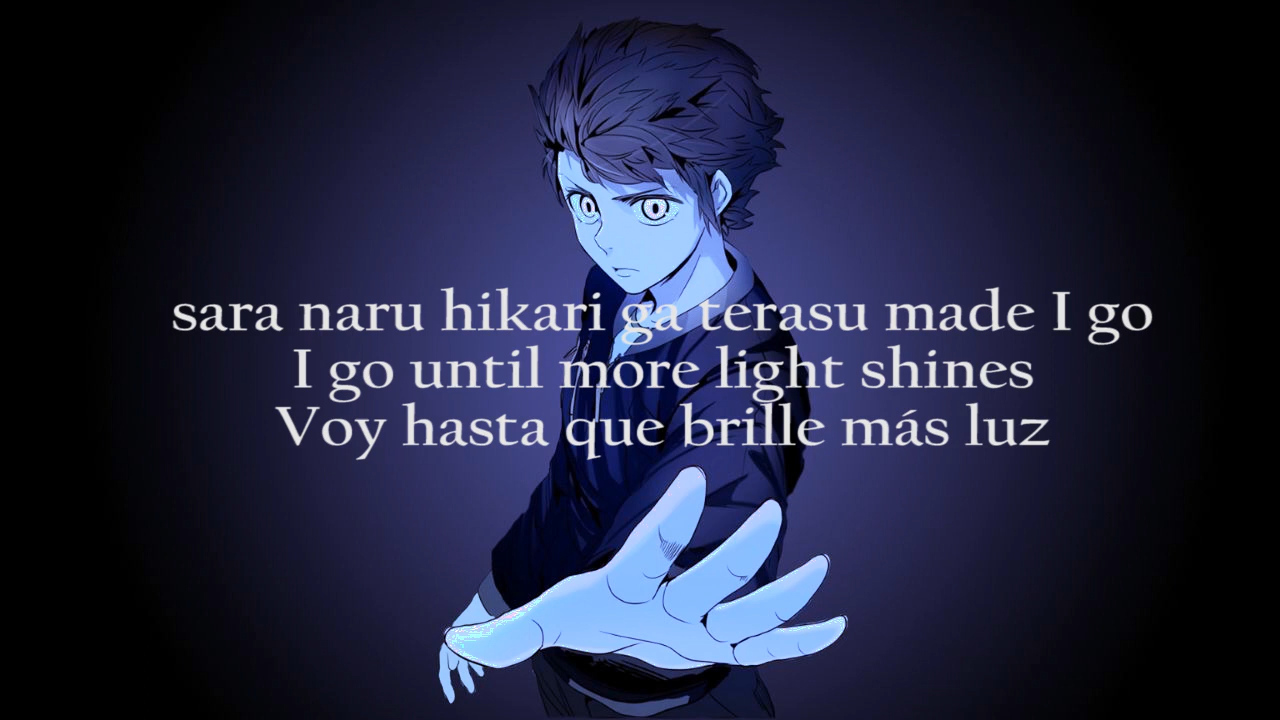 sara naru hikari ga terasu made I go
I go until more light shines
Voy hasta que brille más luz